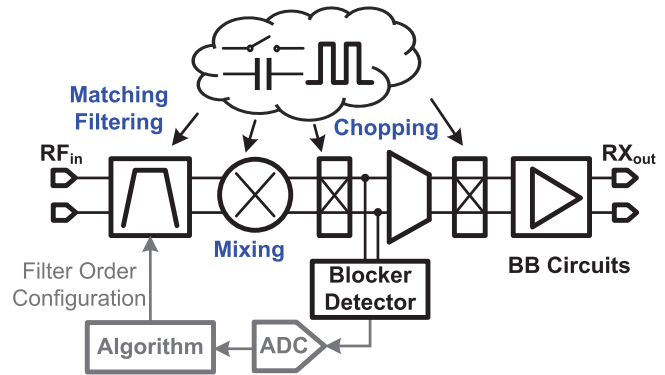 Matching
Filtering
Chopping
RFin
RXout
Mixing
BB Circuits
Filter Order
Configuration
Blocker
Detector
Algorithm
ADC